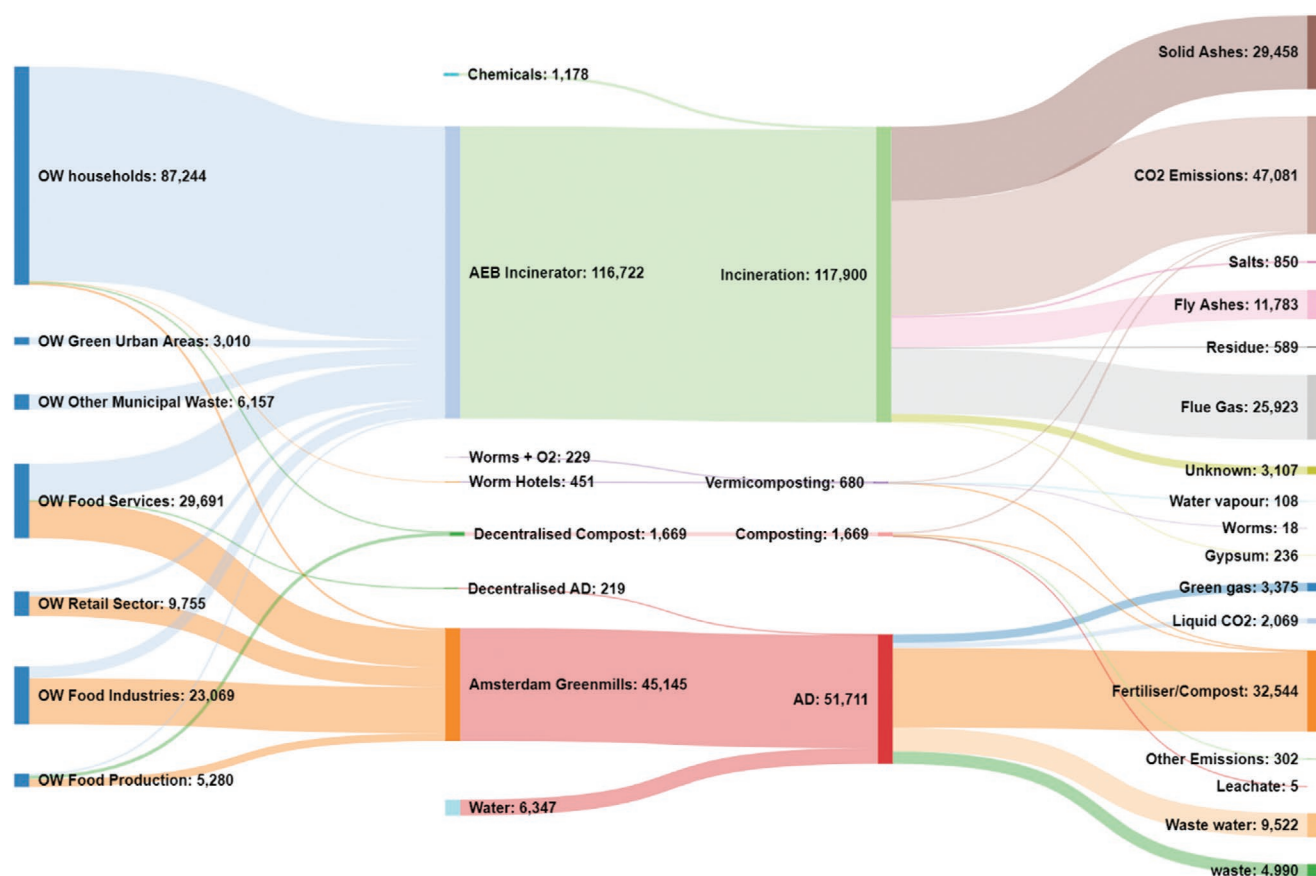 OW households: 87,244
OW Green Urban Areas: 3,010
OW Other Municipal Waste: 6,157
OW Food Services: 29,691
OW Retail Sector: 9,755
OW Food Industries: 23,069
OW Food Production: 5,280
Chemicals: 1,178
AEB Incinerator: 116,722
Worms + O2: 229
Worm Hotels: 451
Decentralised Compost: 1,669
Decentralised AD: 219
Amsterdam Greenmills: 45,145
Water: 6,347
Incineration: 117,900
Vermicomposting: 680
Composting: 1,669
AD: 51,711
Solid Ashes: 29,458
CO2 Emissions: 47,081
Salts: 850
Fly Ashes: 11,783
Residue: 589
Flue Gas: 25,923
Unknown: 3,107
Water vapour: 108
Worms: 18
Gypsum: 236
Green gas: 3,375
Liquid CO2: 2,069
Fertiliser/Compost: 32,544
Other Emissions: 302
Leachate: 5
Waste water: 9,522
waste: 4,990